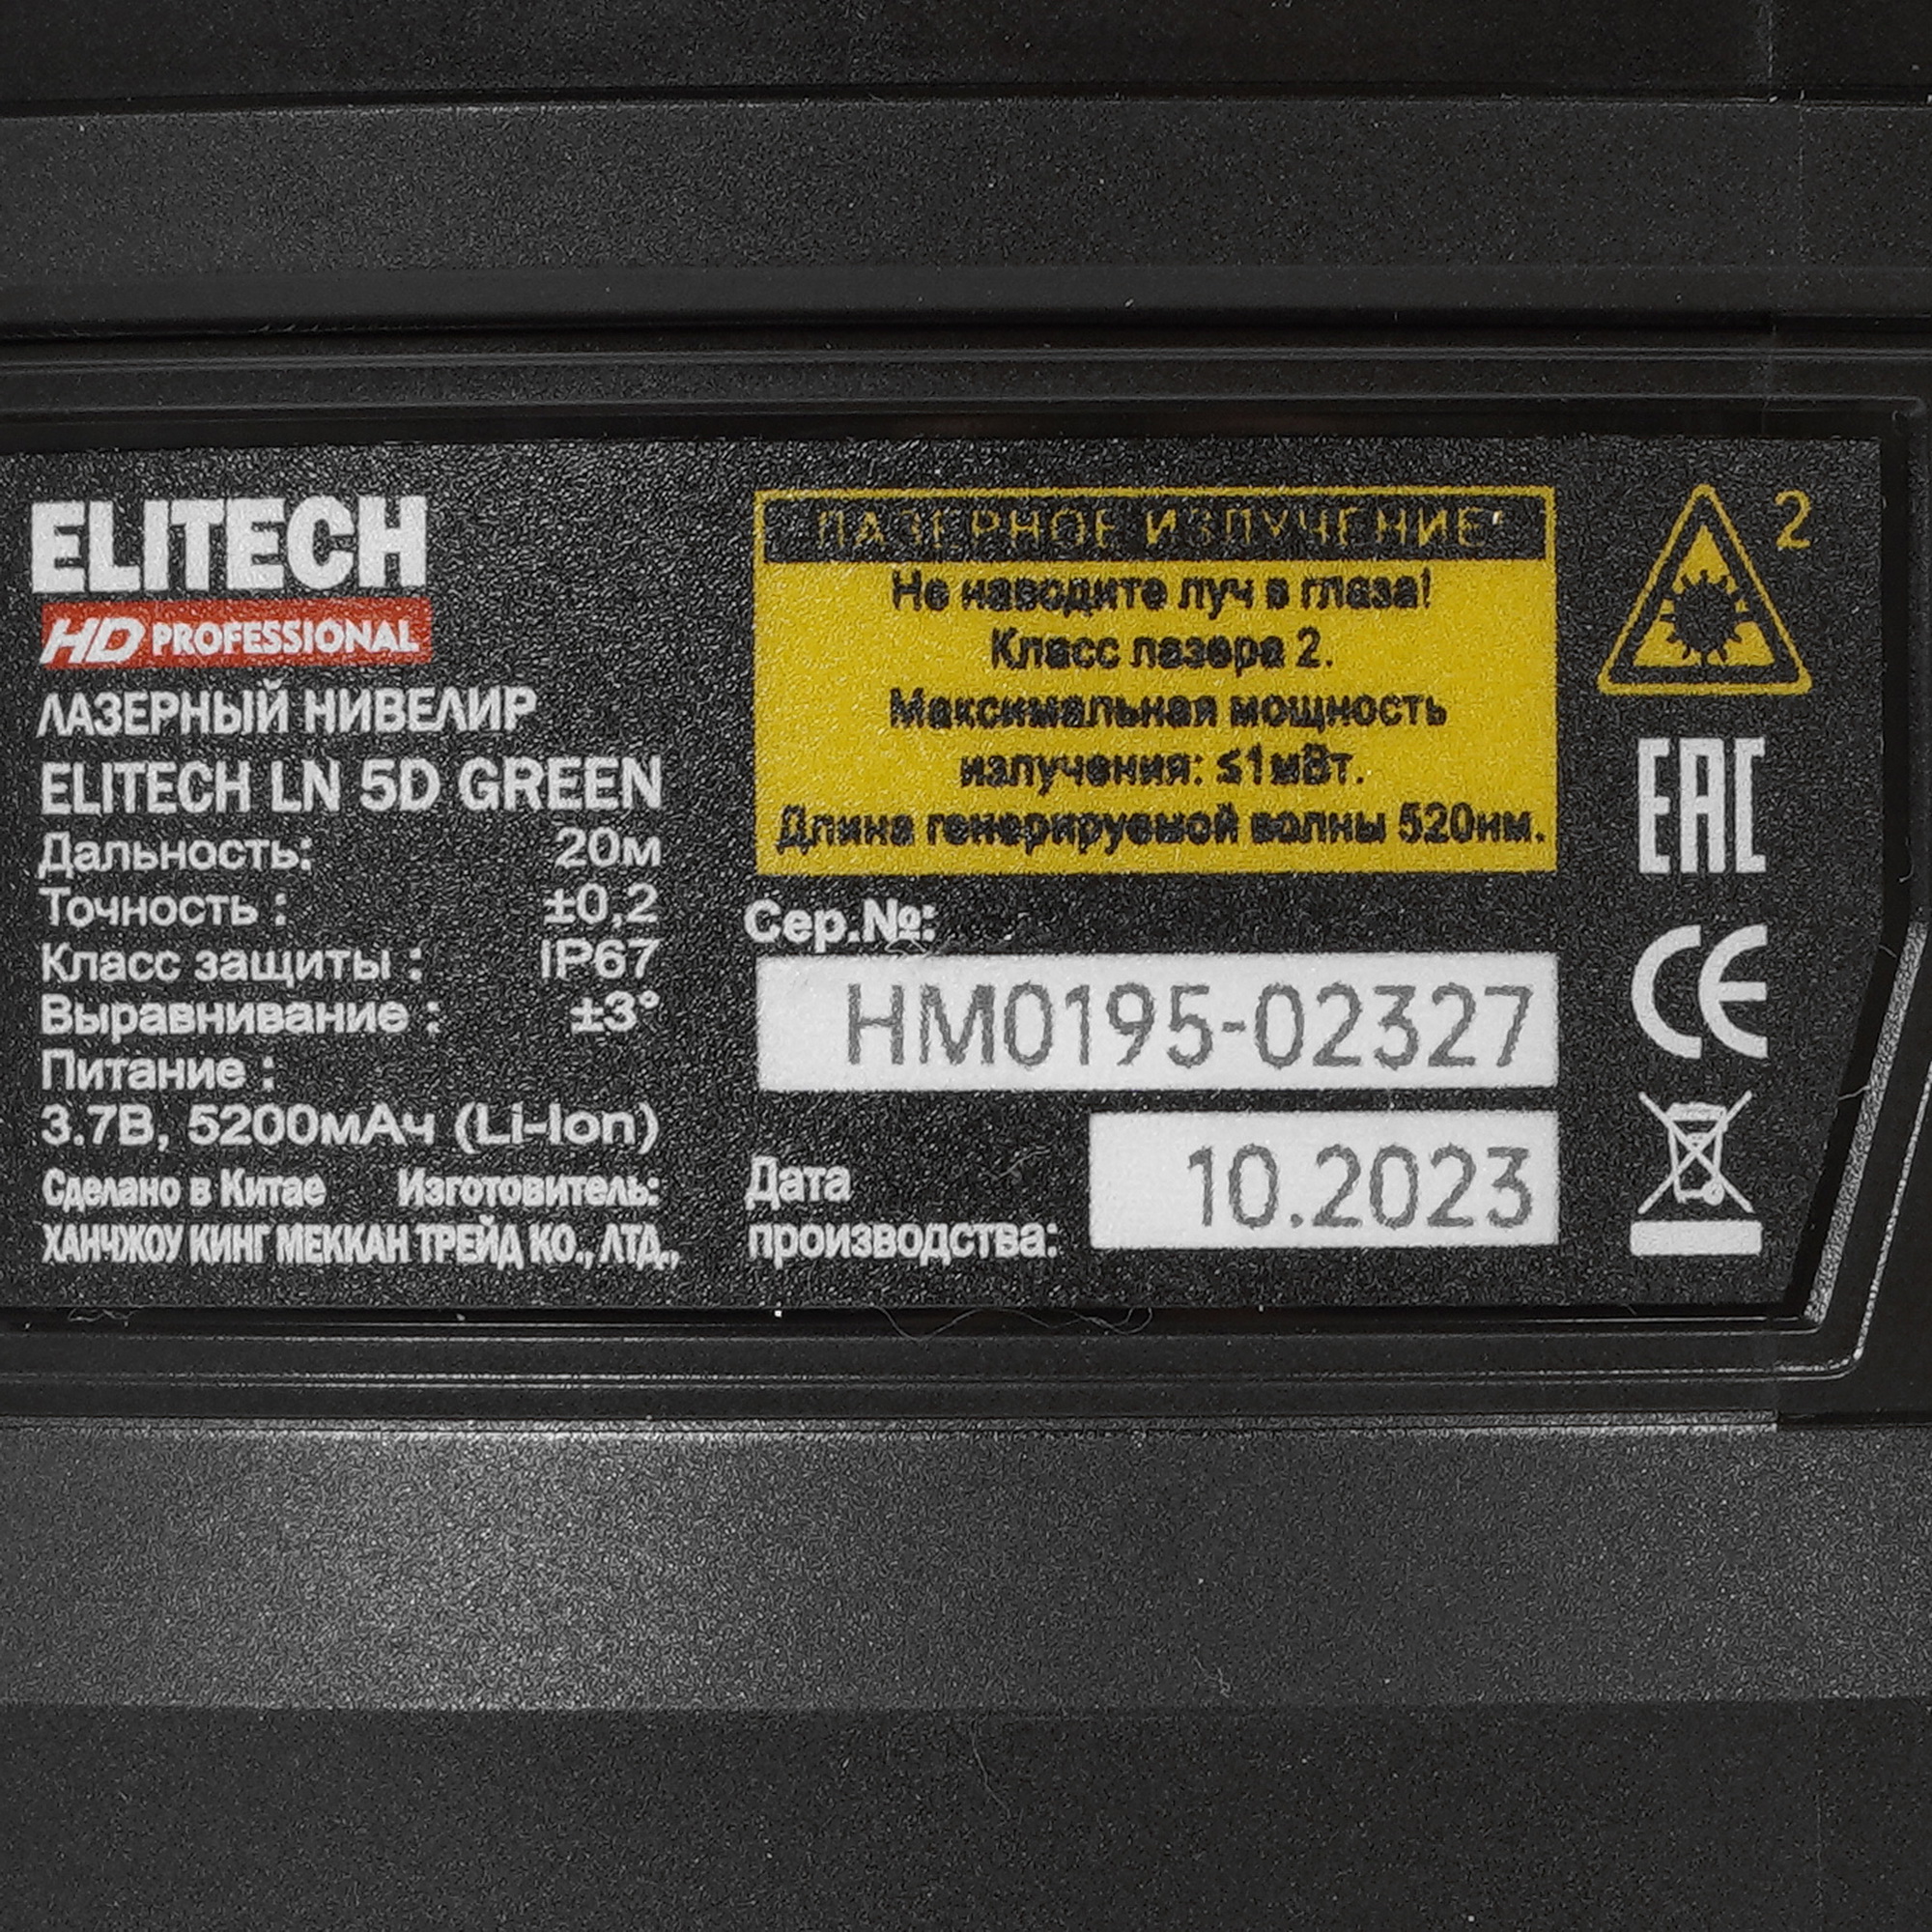 ELITECH
HD PROFESSIONAL
ЛАЗЕРНЫЙ НИВЕЛИР
ELITECH LN 5D GREEN
Дальность: 20м
Точность : ±0,2
Класс защиты : IP67
Выравнивание : ±3°
Питание :
3.7В, 5200мАч (Li-Ion)
Сделано в Китае Изготовитель:
ХАНЧЖОУ КИНГ МЕККАН ТРЕЙД КО., ЛТД.,
ЛАЗЕРНОЕ ИЗЛУЧЕНИЕ!
Не наводите луч в глаза!
Класс лазера 2.
Максимальная мощность
излучения: ≤1мВт.
Длина генерируемой волны 520нм.
Сер.№:
HM0195-02327
Дата
производства:
10.2023
2
EAC
CE